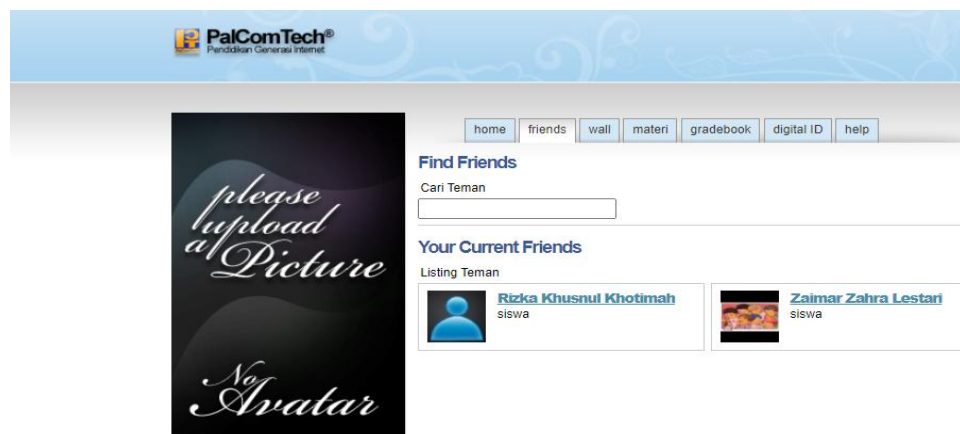 PalComTech®
Pendidikan Generasi Internet
home friends wall materi gradebook digital ID help
please
upload
a Picture
No
Avatar
Find Friends
Cari Teman
Your Current Friends
Listing Teman
Rizka Khusnul Khotimah
siswa
Zaimar Zahra Lestari
siswa